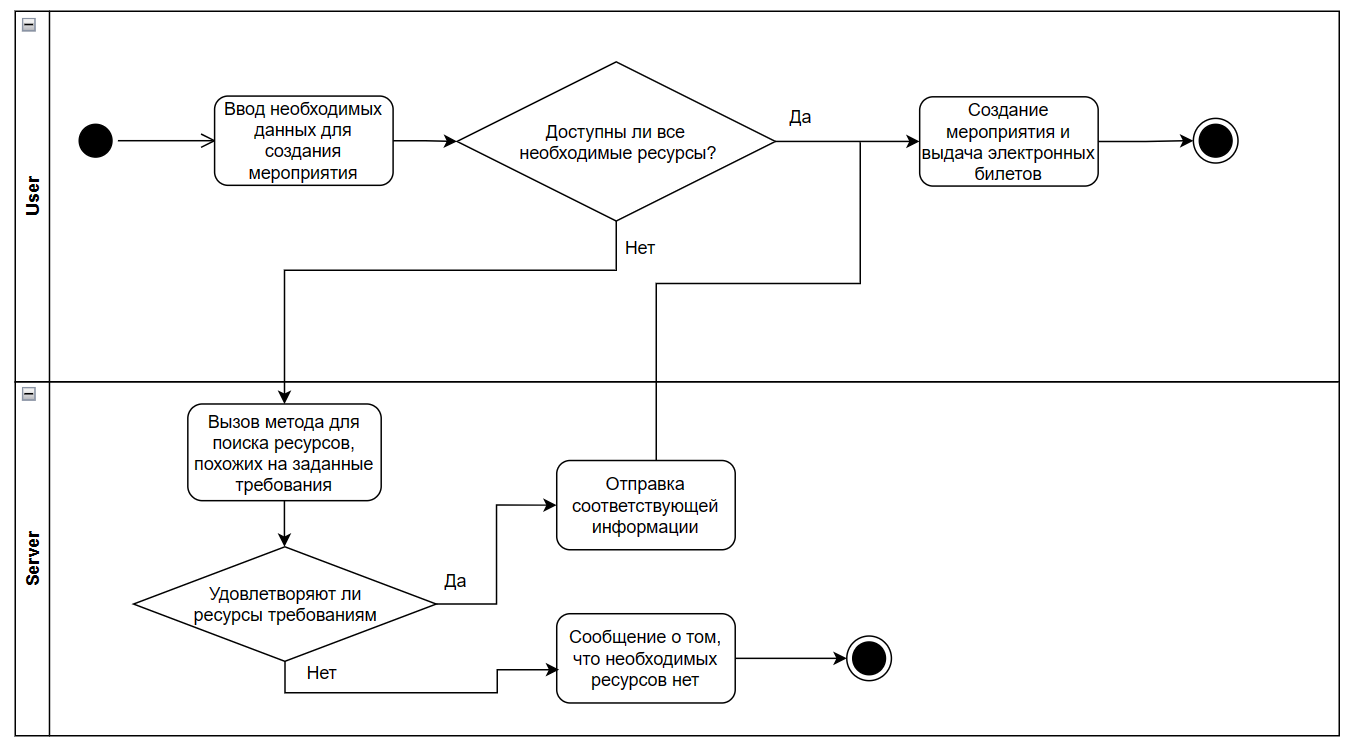 User
Ввод необходимых
данных для
создания
мероприятия
Доступны ли все
необходимые ресурсы?
Да
Нет
Создание
мероприятия и
выдача электронных
билетов
Server
Вызов метода для
поиска ресурсов,
похожих на заданные
требования
Удовлетворяют ли
ресурсы требованиям
Да
Нет
Отправка
соответствующей
информации
Сообщение о том,
что необходимых
ресурсов нет